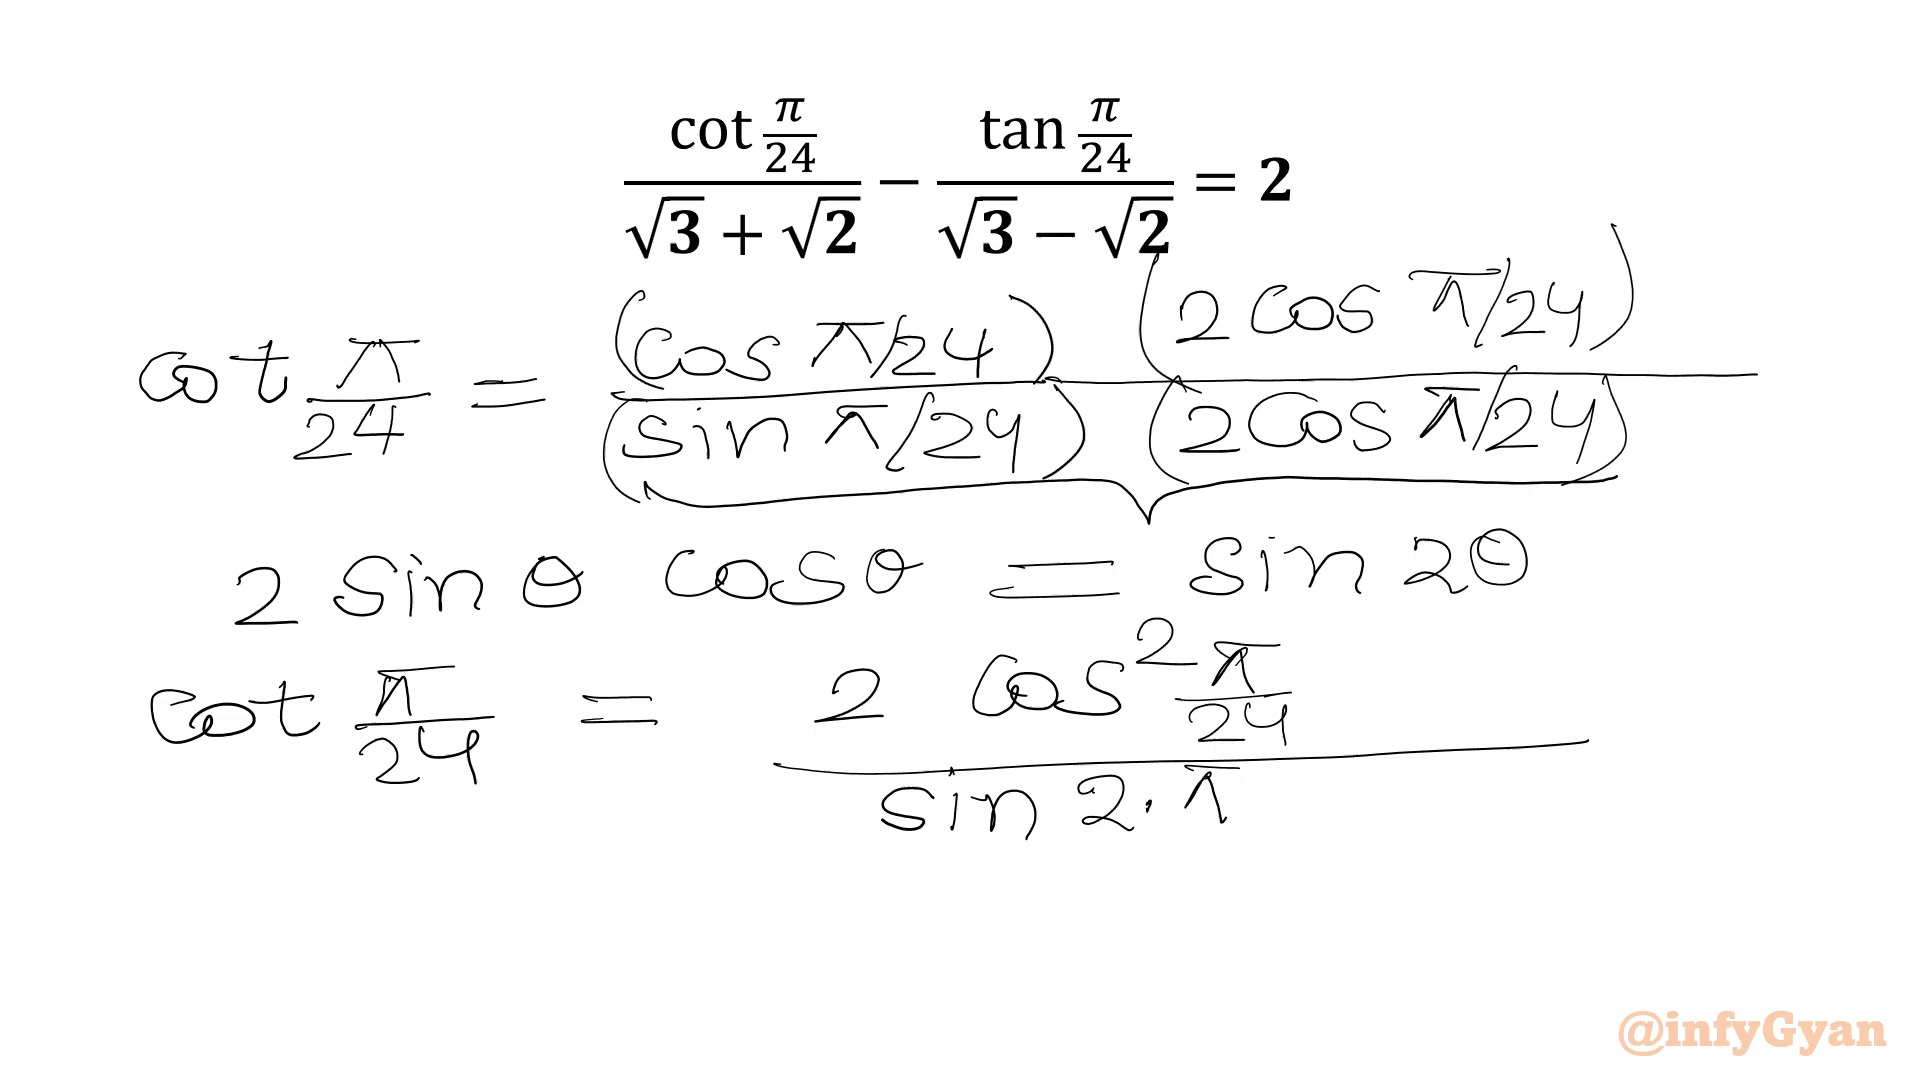 cot π/24 / (√3 + √2) − tan π/24 / (√3 − √2) = 2
cot π/24 = (cos π/24) (2 cos π/24) / (sin π/24) (2 cos π/24)
2 sin θ cos θ = sin 2θ
cot π/24 = 2 cos² π/24 / sin 2·π
@infyGyan